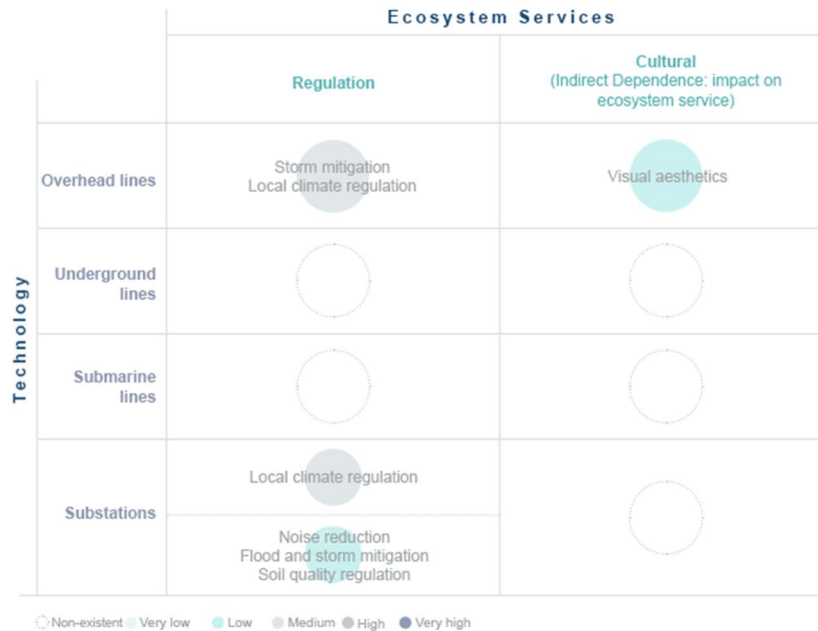 Ecosystem Services
Regulation
Cultural
(Indirect Dependence: impact on
ecosystem service)
Technology
Overhead lines
Storm mitigation
Local climate regulation
Visual aesthetics
Underground
lines
Submarine
lines
Substations
Local climate regulation
Noise reduction
Flood and storm mitigation
Soil quality regulation
Non-existent Very low Low Medium High Very high